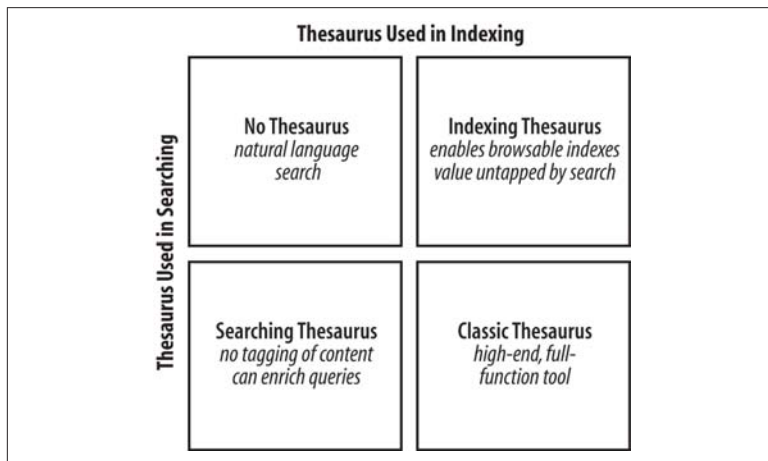 Thesaurus Used in Indexing
Thesaurus Used in Searching
No Thesaurus
natural language
search
Indexing Thesaurus
enables browsable indexes
value untapped by search
Searching Thesaurus
no tagging of content
can enrich queries
Classic Thesaurus
high-end, full-
function tool